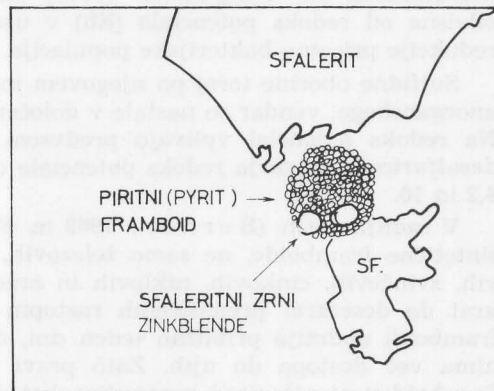 SFALERIT
PIRITNI (PYRIT)
FRAMBOID
SF.
SFALERITNI ZRNI
ZINKBLENDE